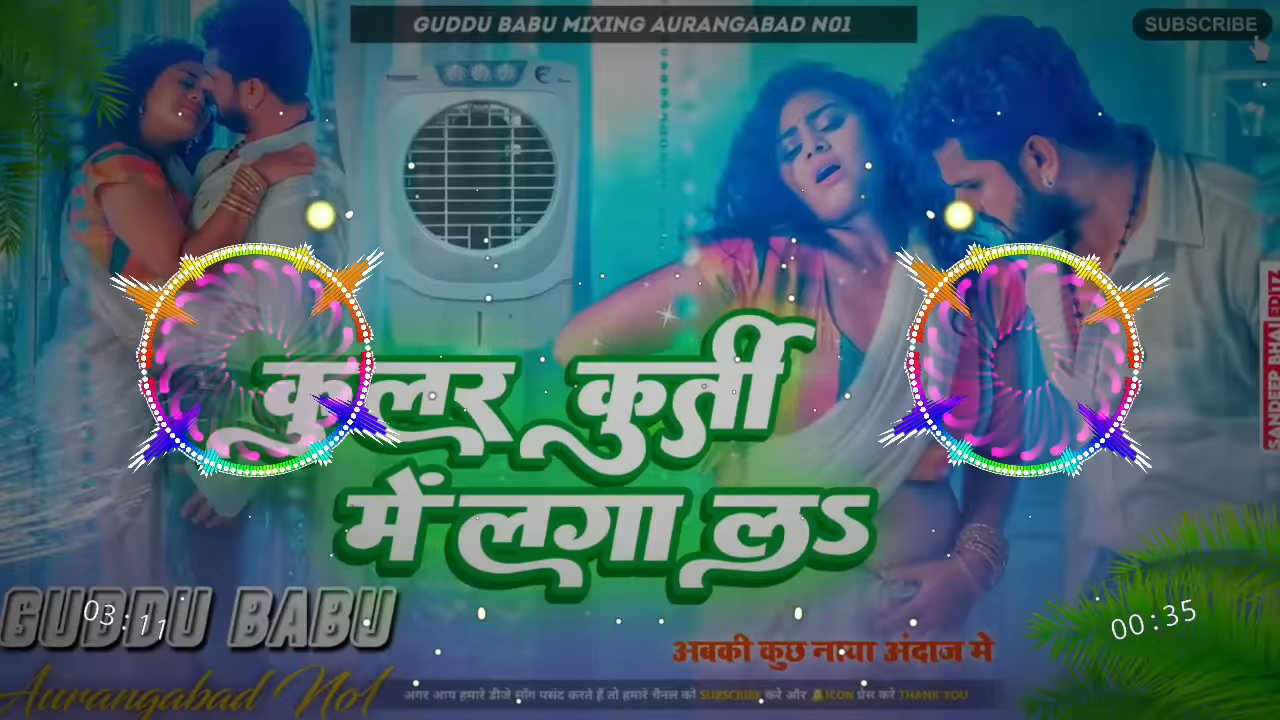 GUDDU BABU MIXING AURANGABAD N01
SUBSCRIBE
SANDEEP BHAI EDITZ
कुलर कुर्ती
में लगा लऽ
GUDDU BABU
03:11
00:35
अबकी कुछ नाया अंदाज मे
Aurangabad No1
अगर आप हमारे डीजे सोंग पसंद करते हैं तो हमारे चैनल को SUBSCRIBE करे और 🔔ICON प्रेस करें THANK YOU